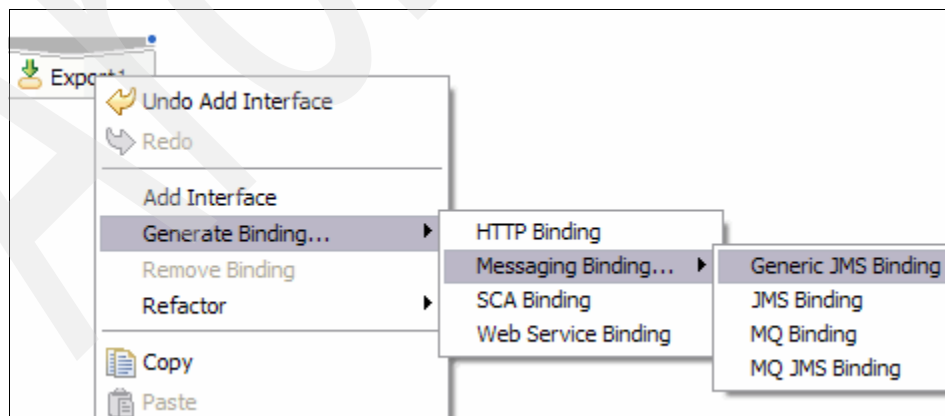 Export1
Undo Add Interface
Redo
Add Interface
Generate Binding...
Remove Binding
Refactor
Copy
Paste
HTTP Binding
Messaging Binding...
SCA Binding
Web Service Binding
Generic JMS Binding
JMS Binding
MQ Binding
MQ JMS Binding